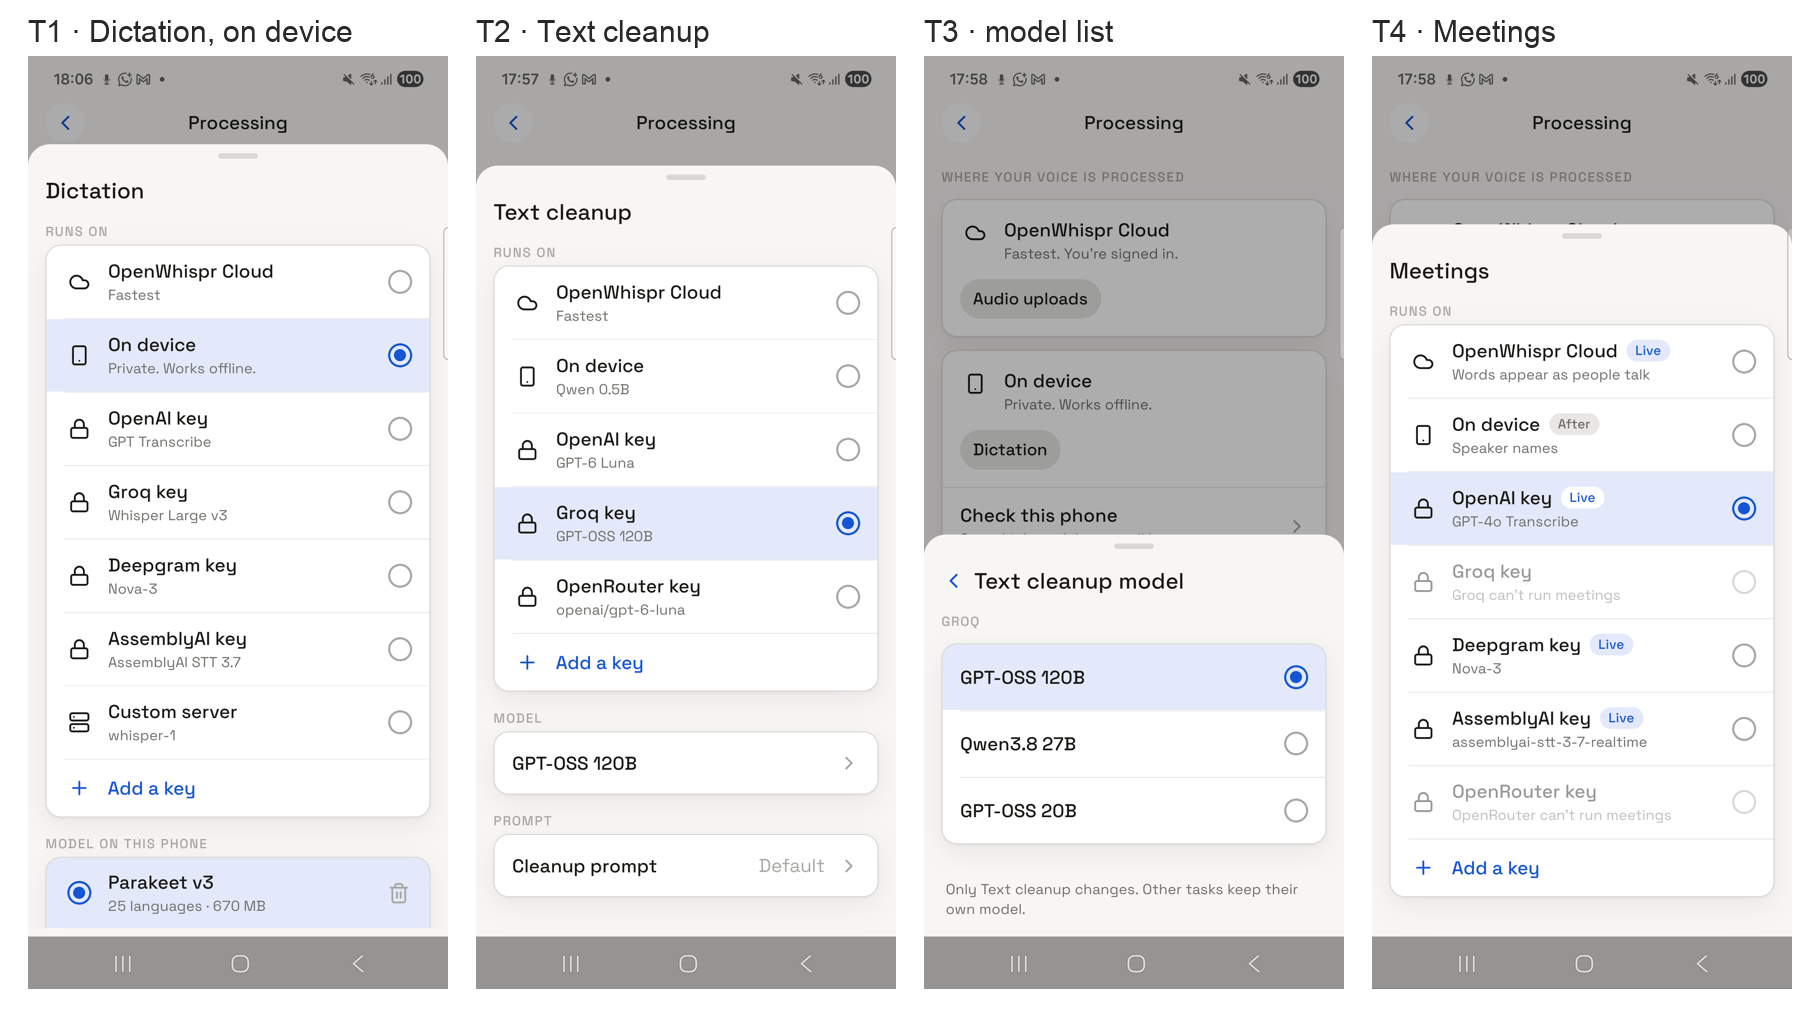 T1 · Dictation, on device
18:06
100
Processing
Dictation
RUNS ON
OpenWhispr Cloud
Fastest
On device
Private. Works offline.
OpenAI key
GPT Transcribe
Groq key
Whisper Large v3
Deepgram key
Nova-3
AssemblyAI key
AssemblyAI STT 3.7
Custom server
whisper-1
+ Add a key
MODEL ON THIS PHONE
Parakeet v3
25 languages · 670 MB
T2 · Text cleanup
17:57
100
Processing
Text cleanup
RUNS ON
OpenWhispr Cloud
Fastest
On device
Qwen 0.5B
OpenAI key
GPT-6 Luna
Groq key
GPT-OSS 120B
OpenRouter key
openai/gpt-6-luna
+ Add a key
MODEL
GPT-OSS 120B
PROMPT
Cleanup prompt Default
T3 · model list
17:58
100
Processing
WHERE YOUR VOICE IS PROCESSED
OpenWhispr Cloud
Fastest. You're signed in.
Audio uploads
On device
Private. Works offline.
Dictation
Check this phone
Text cleanup model
GROQ
GPT-OSS 120B
Qwen3.8 27B
GPT-OSS 20B
Only Text cleanup changes. Other tasks keep their
own model.
T4 · Meetings
17:58
100
Processing
WHERE YOUR VOICE IS PROCESSED
Meetings
RUNS ON
OpenWhispr Cloud Live
Words appear as people talk
On device After
Speaker names
OpenAI key Live
GPT-4o Transcribe
Groq key
Groq can't run meetings
Deepgram key Live
Nova-3
AssemblyAI key Live
assemblyai-stt-3-7-realtime
OpenRouter key
OpenRouter can't run meetings
+ Add a key